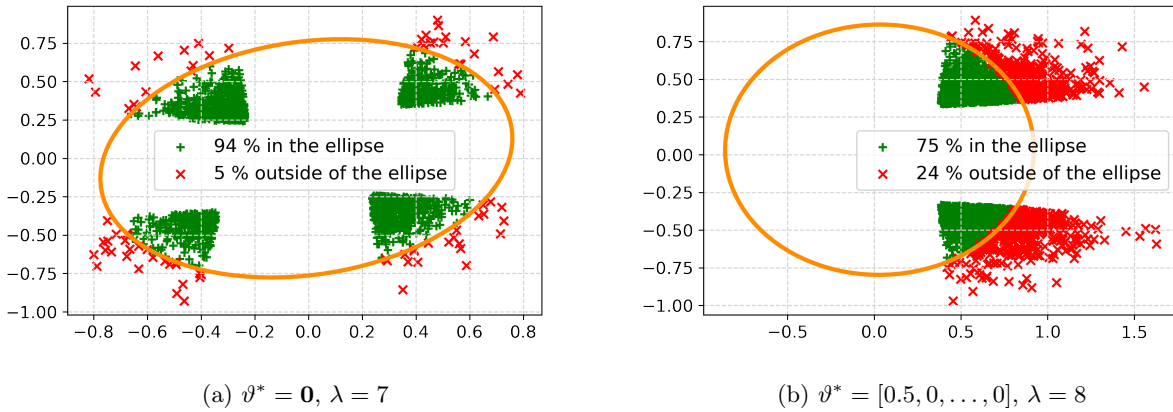 0.75
0.50
0.25
0.00
−0.25
−0.50
−0.75
−1.00
−0.8 −0.6 −0.4 −0.2 0.0 0.2 0.4 0.6 0.8
94 % in the ellipse
5 % outside of the ellipse
(a) ϑ* = 𝟎, λ = 7
0.75
0.50
0.25
0.00
−0.25
−0.50
−0.75
−1.00
−0.5 0.0 0.5 1.0 1.5
75 % in the ellipse
24 % outside of the ellipse
(b) ϑ* = [0.5, 0, . . . , 0], λ = 8